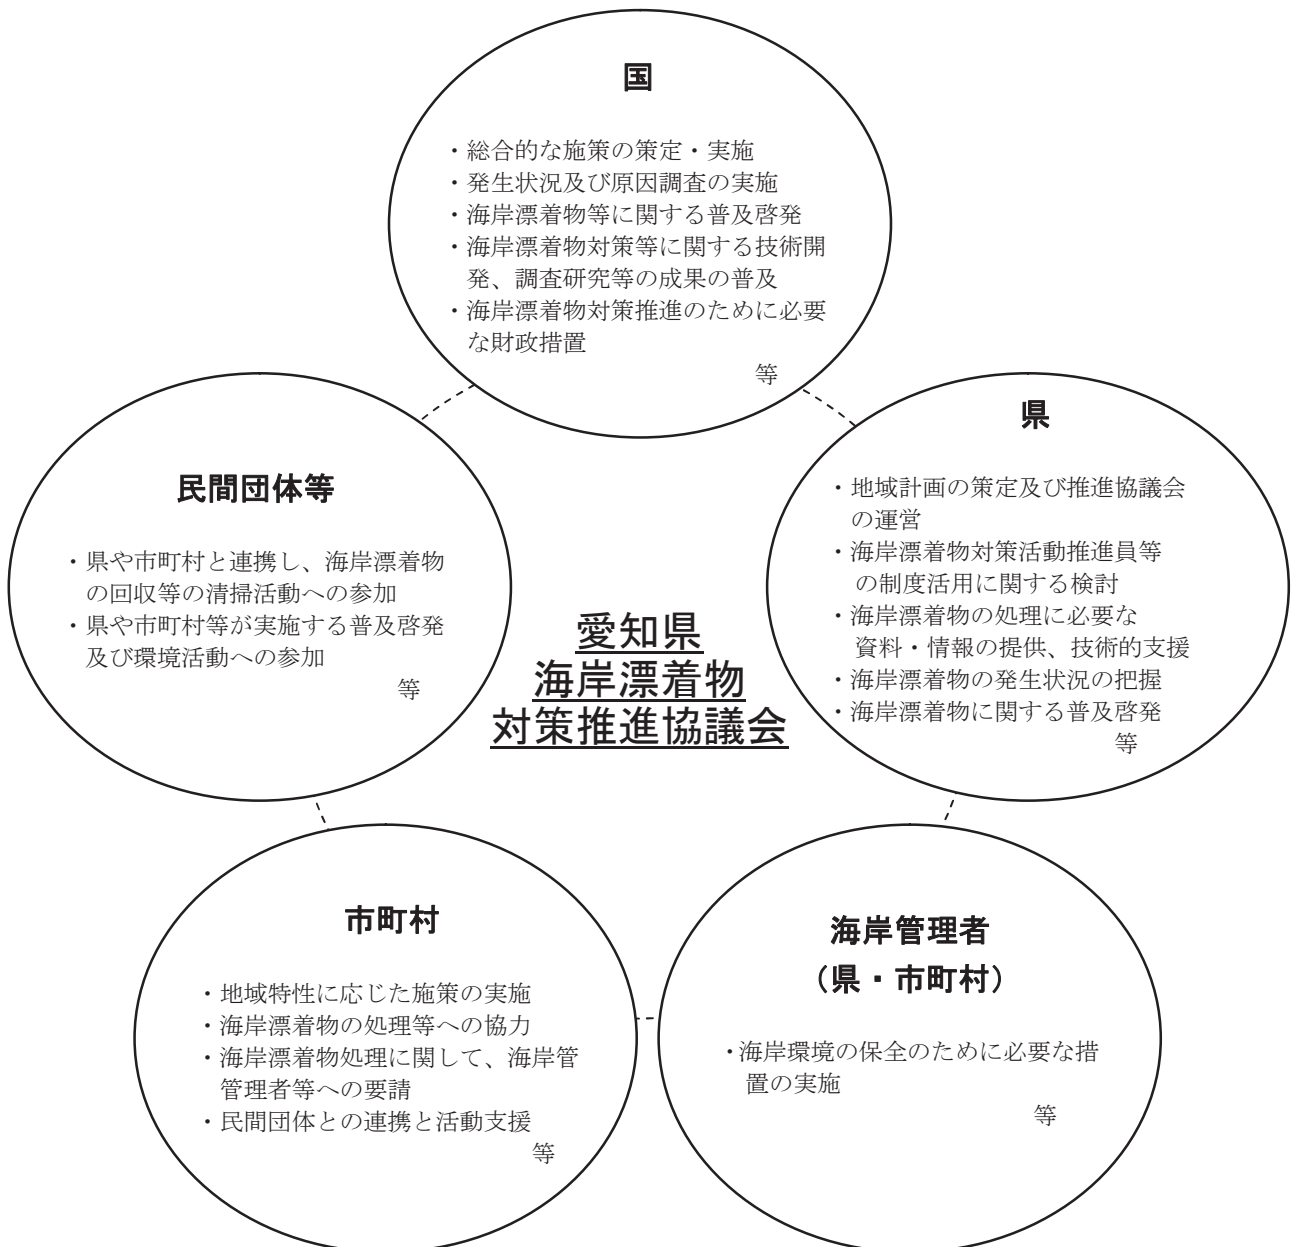 国
・総合的な施策の策定・実施
・発生状況及び原因調査の実施
・海岸漂着物等に関する普及啓発
・海岸漂着物対策等に関する技術開
発、調査研究等の成果の普及
・海岸漂着物対策推進のために必要
な財政措置
等
県
・地域計画の策定及び推進協議会
の運営
・海岸漂着物対策活動推進員等
の制度活用に関する検討
・海岸漂着物の処理に必要な
資料・情報の提供、技術的支援
・海岸漂着物の発生状況の把握
・海岸漂着物に関する普及啓発
等
民間団体等
・県や市町村と連携し、海岸漂着物
の回収等の清掃活動への参加
・県や市町村等が実施する普及啓発
及び環境活動への参加
等
愛知県
海岸漂着物
対策推進協議会
市町村
・地域特性に応じた施策の実施
・海岸漂着物の処理等への協力
・海岸漂着物処理に関して、海岸管
管理者等への要請
・民間団体との連携と活動支援
等
海岸管理者
（県・市町村）
・海岸環境の保全のために必要な措
置の実施
等